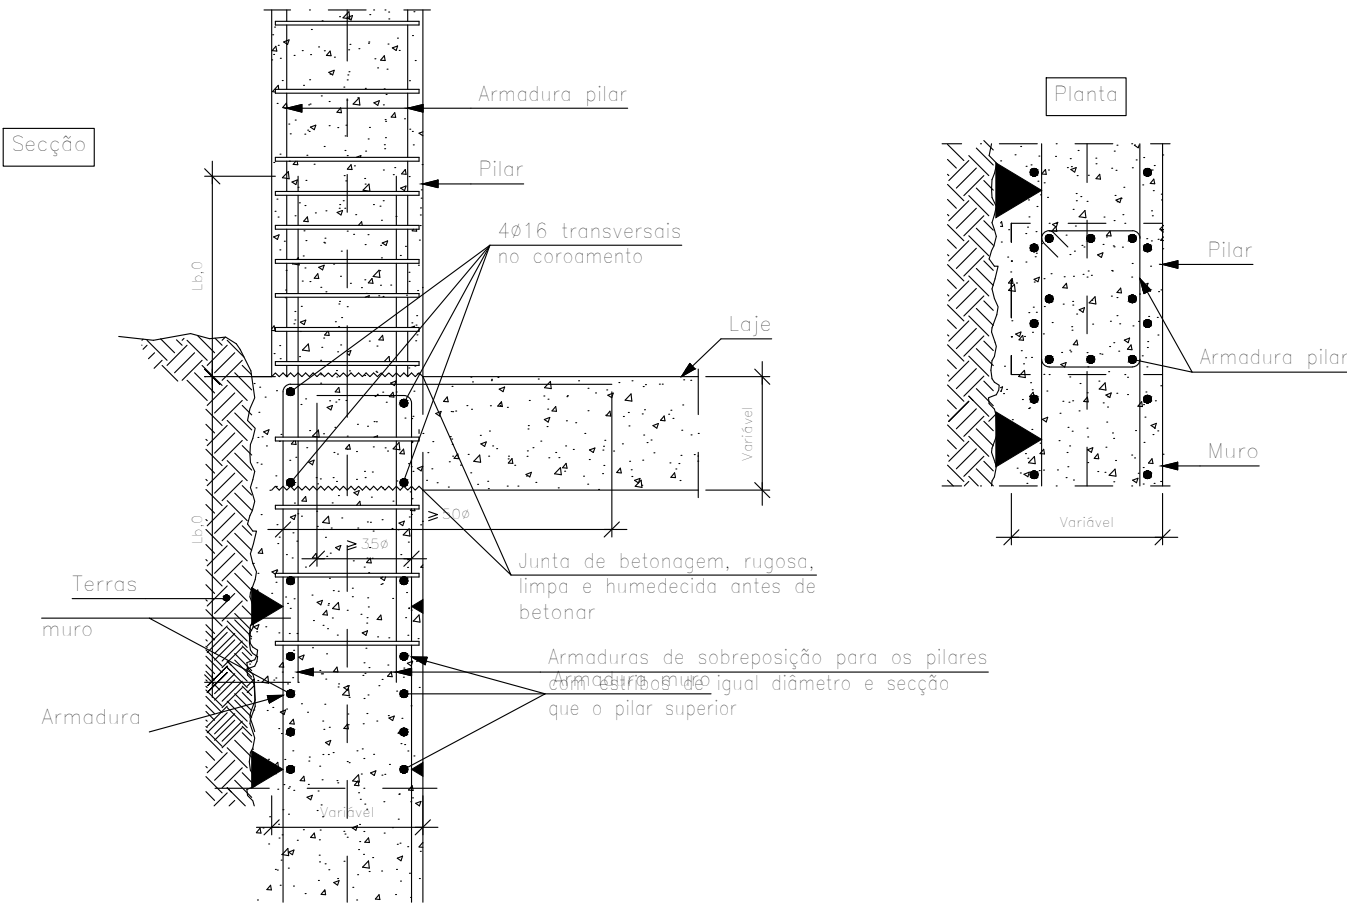 Secção
Armadura pilar
Pilar
4ø16 transversais
no coroamento
Lb,0
Laje
Variável
Lb,0
≥50ø
≥35ø
Junta de betonagem, rugosa,
limpa e humedecida antes de
betonar
Terras
muro
Armadura
Armaduras de sobreposição para os pilares
com estribos de igual diâmetro e secção
que o pilar superior
Armadura muro
Variável
Planta
Pilar
Armadura pilar
Muro
Variável